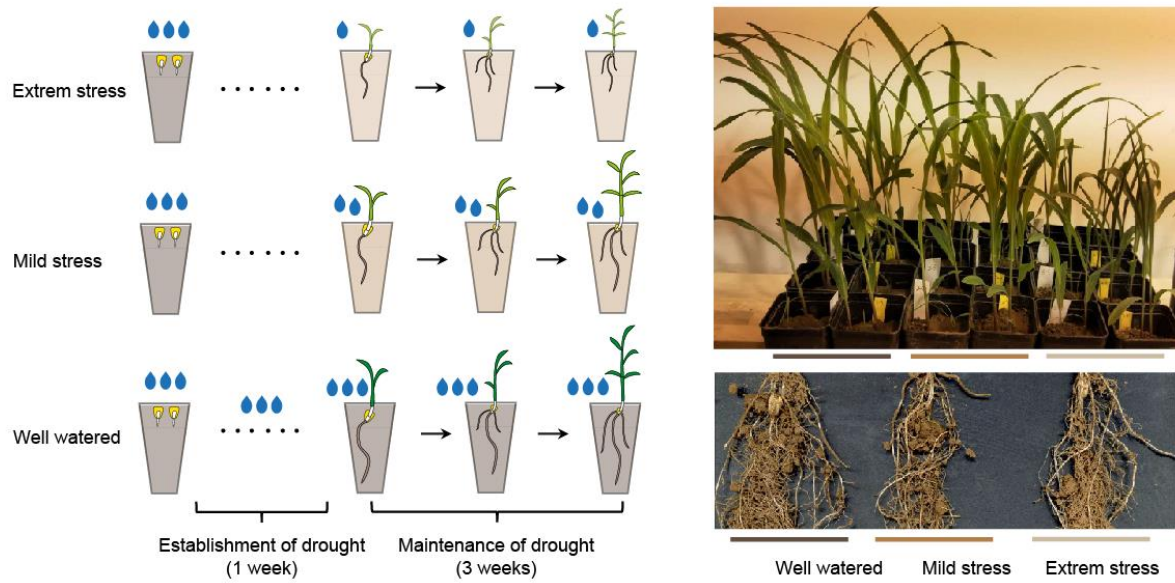 Extrem stress
Mild stress
Well watered
Establishment of drought
(1 week)
Maintenance of drought
(3 weeks)
Well watered
Mild stress
Extrem stress